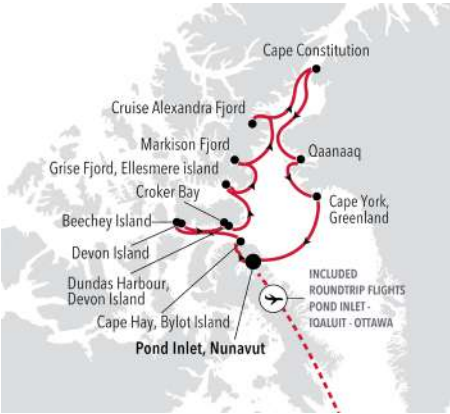 Cape Constitution
Cruise Alexandra Fjord
Markison Fjord
Qaanaaq
Grise Fjord, Ellesmere island
Croker Bay
Cape York,
Greenland
Beechey Island
Devon Island
Dundas Harbour,
Devon Island
Cape Hay, Bylot Island
Pond Inlet, Nunavut
INCLUDED
ROUNDTRIP FLIGHTS
POND INLET -
IQALUIT - OTTAWA